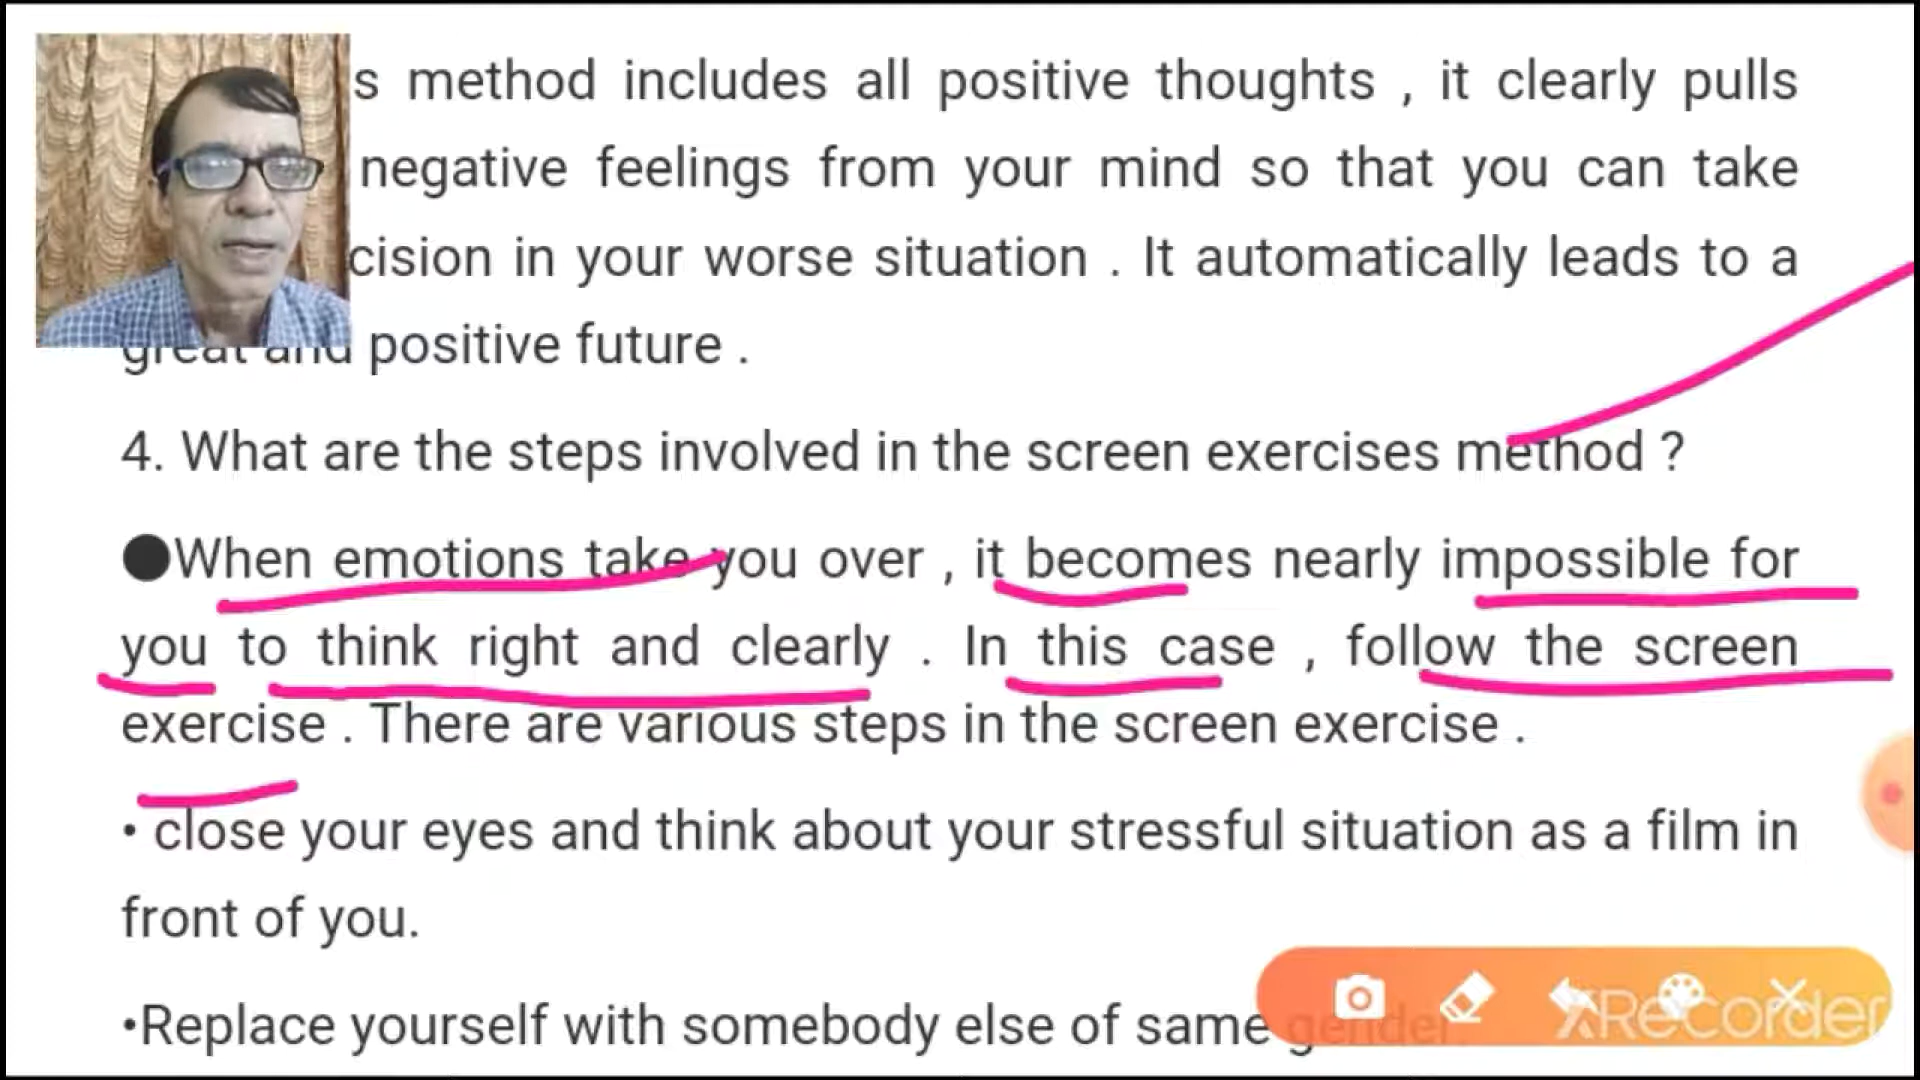 s method includes all positive thoughts , it clearly pulls
negative feelings from your mind so that you can take
cision in your worse situation . It automatically leads to a
great and positive future .
4. What are the steps involved in the screen exercises method ?
●When emotions take you over , it becomes nearly impossible for
you to think right and clearly . In this case , follow the screen
exercise . There are various steps in the screen exercise .
• close your eyes and think about your stressful situation as a film in
front of you.
•Replace yourself with somebody else of same gender
XRecorder